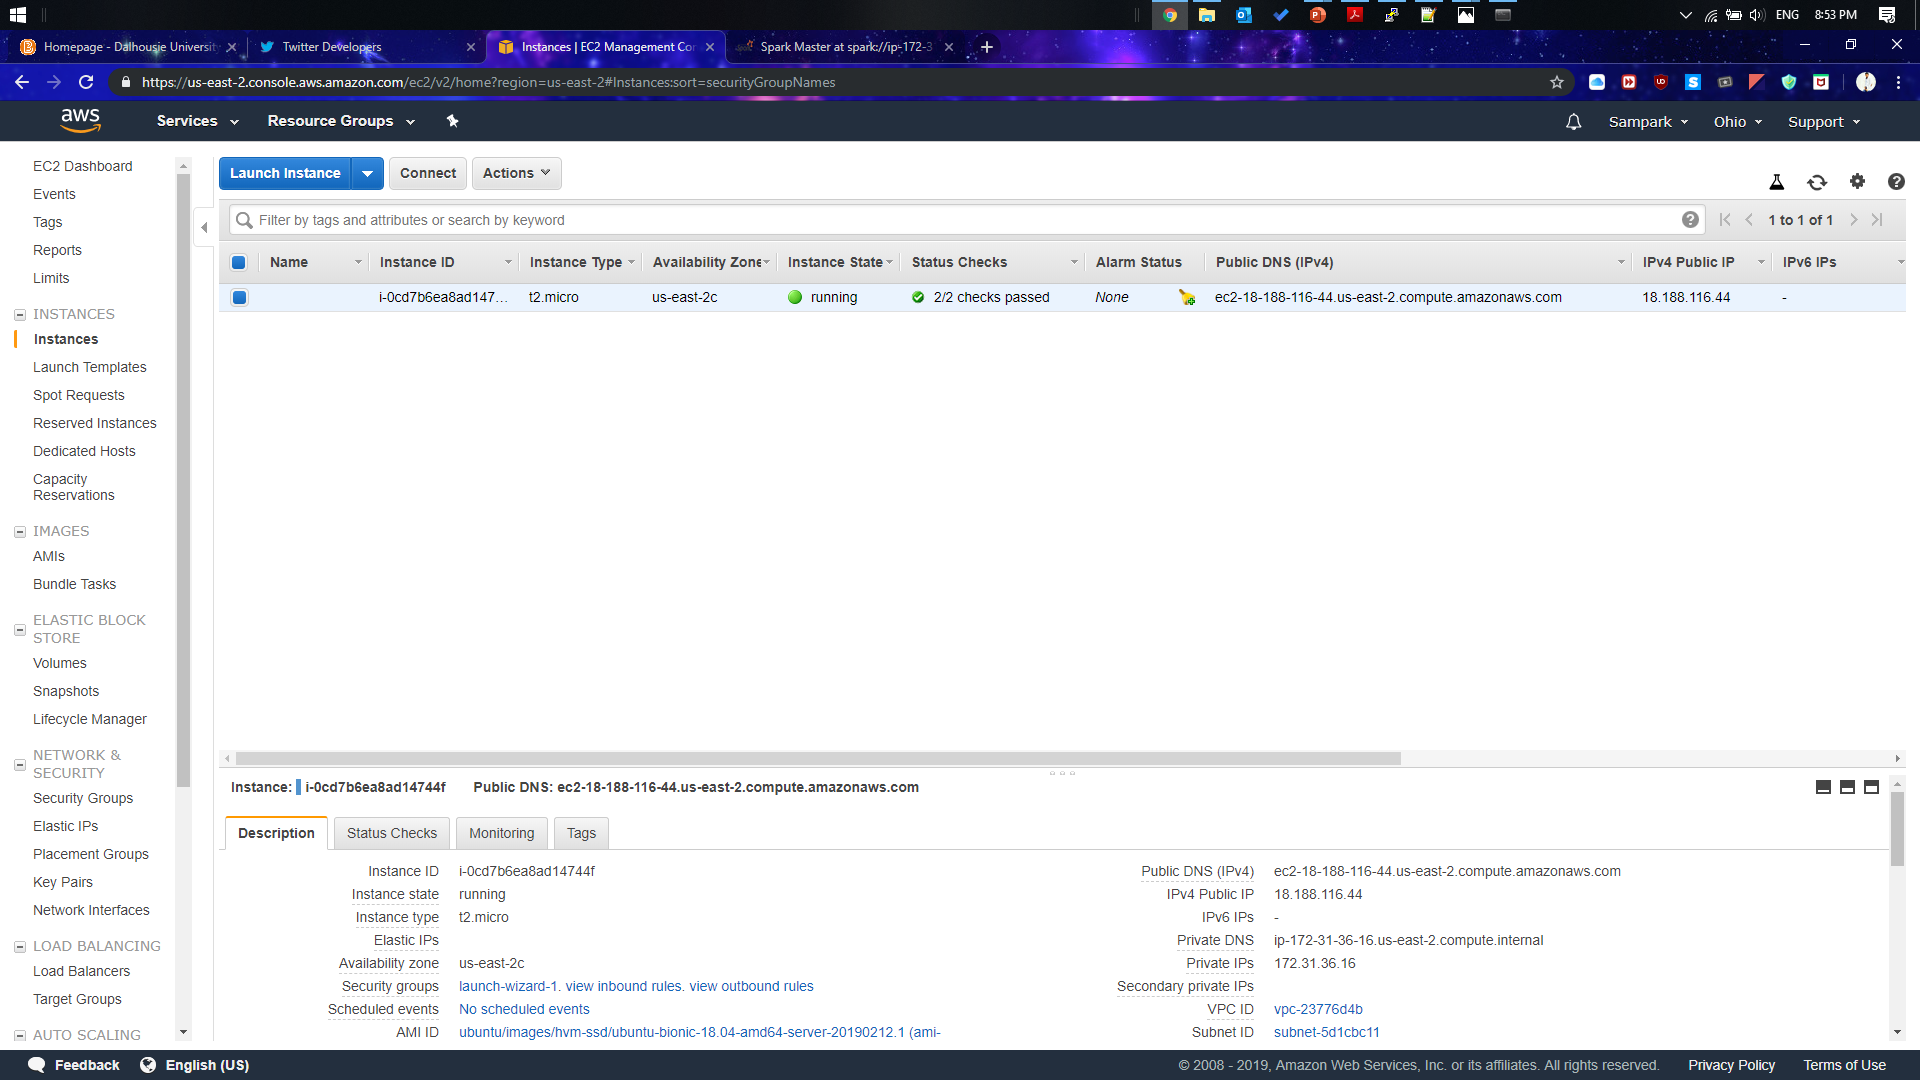 ENG 8:53 PM
Homepage - Dalhousie University Twitter Developers Instances | EC2 Management Con Spark Master at spark://ip-172-3
https://us-east-2.console.aws.amazon.com/ec2/v2/home?region=us-east-2#Instances:sort=securityGroupNames
aws Services Resource Groups Sampark Ohio Support
EC2 Dashboard
Events
Tags
Reports
Limits
INSTANCES
Instances
Launch Templates
Spot Requests
Reserved Instances
Dedicated Hosts
Capacity
Reservations
IMAGES
AMIs
Bundle Tasks
ELASTIC BLOCK
STORE
Volumes
Snapshots
Lifecycle Manager
NETWORK &
SECURITY
Security Groups
Elastic IPs
Placement Groups
Key Pairs
Network Interfaces
LOAD BALANCING
Load Balancers
Target Groups
AUTO SCALING
Launch Instance Connect Actions
Filter by tags and attributes or search by keyword 1 to 1 of 1
Name Instance ID Instance Type Availability Zone Instance State Status Checks Alarm Status Public DNS (IPv4) IPv4 Public IP IPv6 IPs
i-0cd7b6ea8ad147... t2.micro us-east-2c running 2/2 checks passed None ec2-18-188-116-44.us-east-2.compute.amazonaws.com 18.188.116.44 -
Instance: i-0cd7b6ea8ad14744f Public DNS: ec2-18-188-116-44.us-east-2.compute.amazonaws.com
Description Status Checks Monitoring Tags
Instance ID i-0cd7b6ea8ad14744f
Instance state running
Instance type t2.micro
Elastic IPs
Availability zone us-east-2c
Security groups launch-wizard-1. view inbound rules. view outbound rules
Scheduled events No scheduled events
AMI ID ubuntu/images/hvm-ssd/ubuntu-bionic-18.04-amd64-server-20190212.1 (ami-
Public DNS (IPv4) ec2-18-188-116-44.us-east-2.compute.amazonaws.com
IPv4 Public IP 18.188.116.44
IPv6 IPs -
Private DNS ip-172-31-36-16.us-east-2.compute.internal
Private IPs 172.31.36.16
Secondary private IPs
VPC ID vpc-23776d4b
Subnet ID subnet-5d1cbc11
Feedback English (US) © 2008 - 2019, Amazon Web Services, Inc. or its affiliates. All rights reserved. Privacy Policy Terms of Use